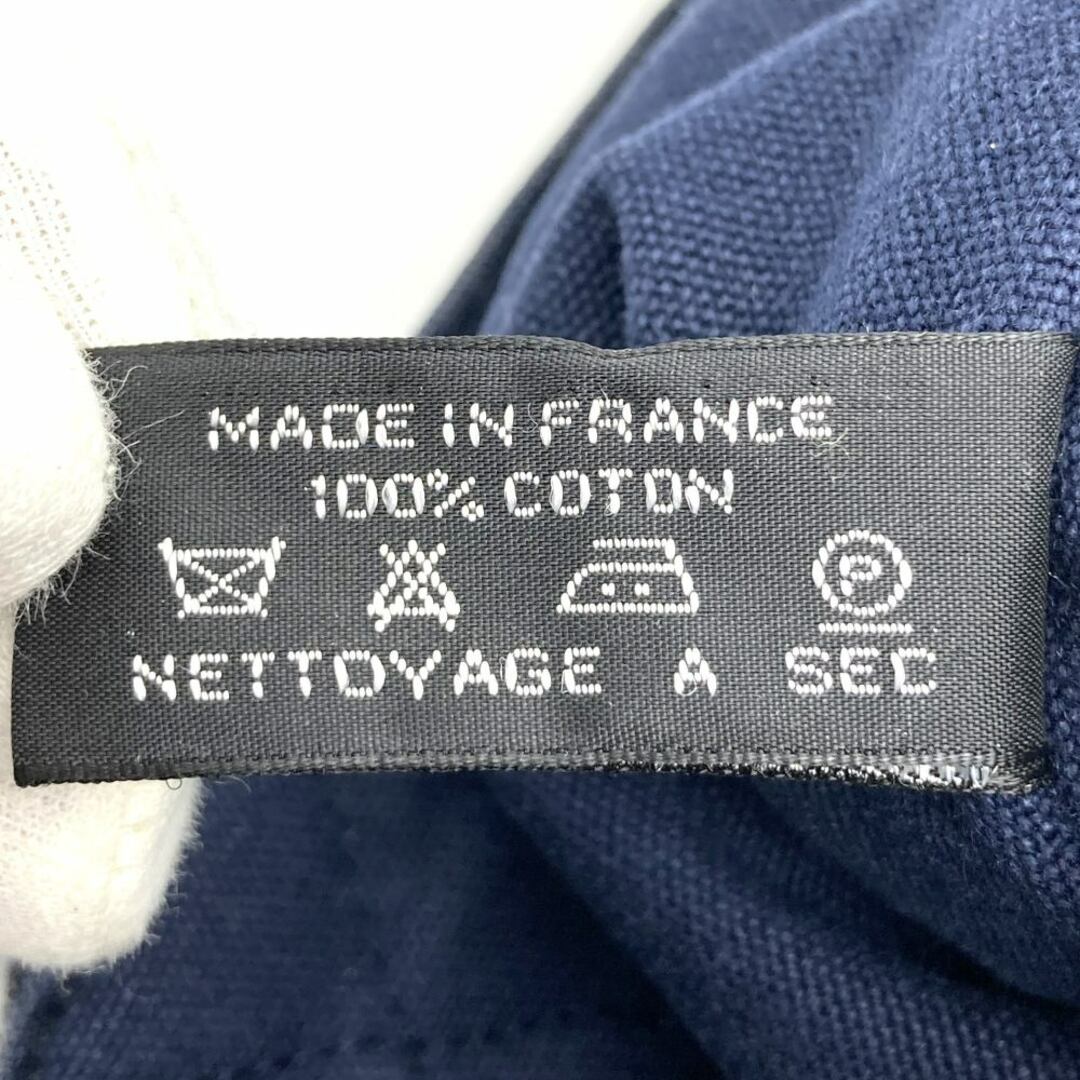 MADE IN FRANCE
100% COTON
P
NETTOYAGE A SEC